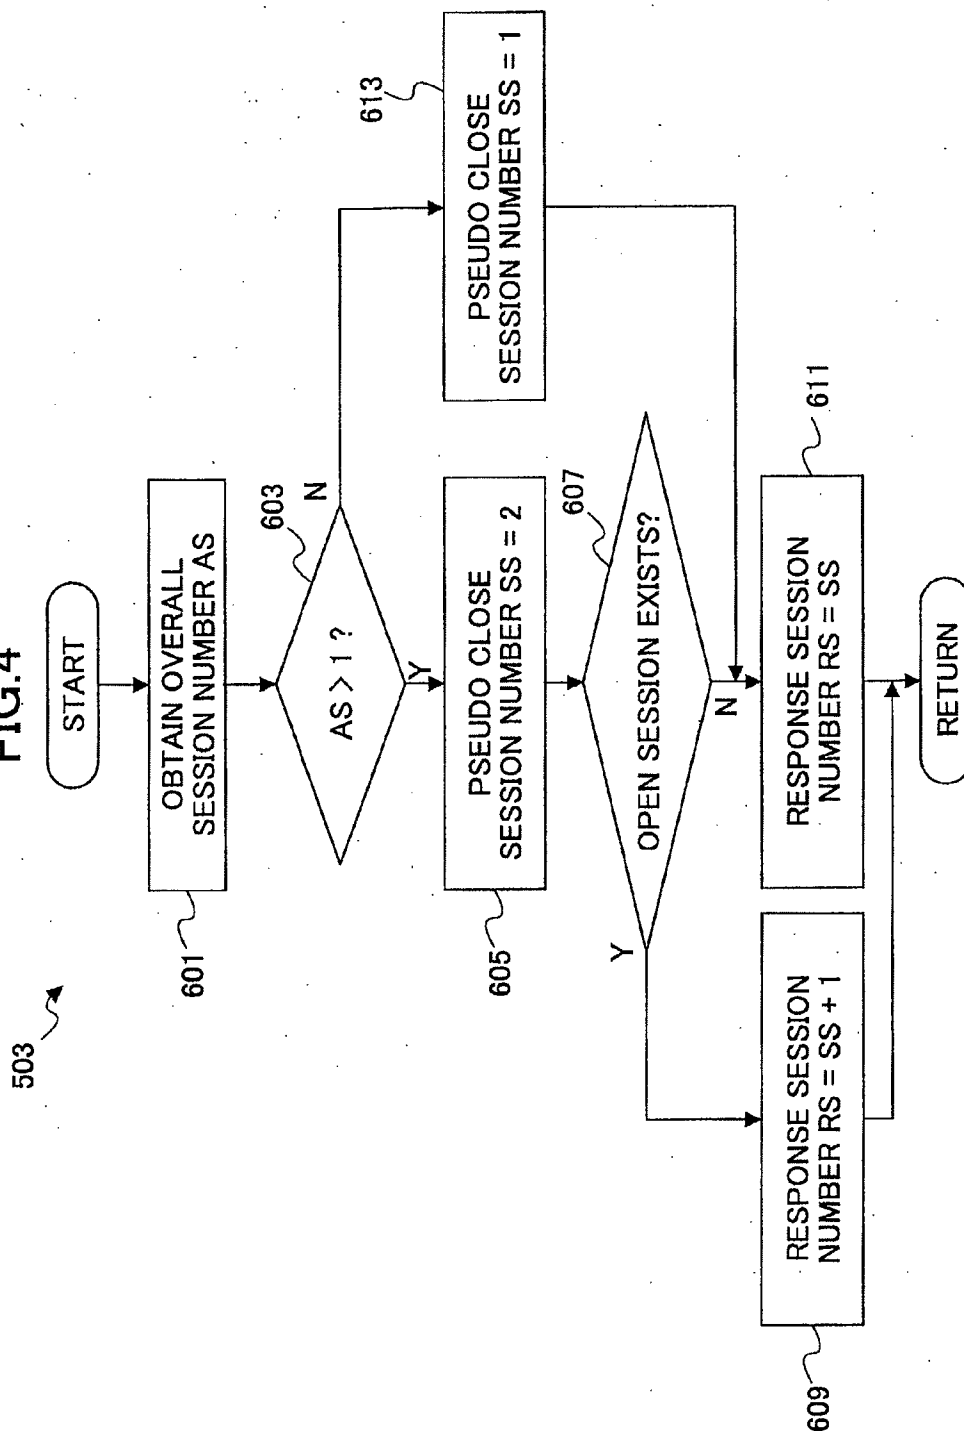 FIG.4
503
START
OBTAIN OVERALL
SESSION NUMBER AS
601
AS > 1 ?
603
N
Y
PSEUDO CLOSE
SESSION NUMBER SS = 2
605
PSEUDO CLOSE
SESSION NUMBER SS = 1
613
OPEN SESSION EXISTS?
607
Y
N
RESPONSE SESSION
NUMBER RS = SS + 1
609
RESPONSE SESSION
NUMBER RS = SS
611
RETURN